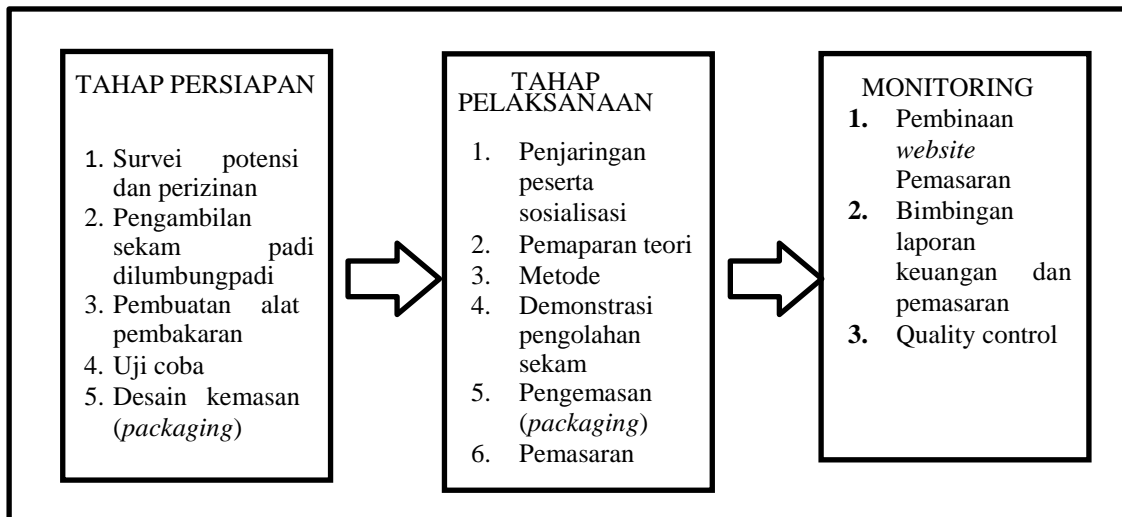 TAHAP PERSIAPAN
1. Survei potensi
dan perizinan
2. Pengambilan
sekam padi
dilumbungpadi
3. Pembuatan alat
pembakaran
4. Uji coba
5. Desain kemasan
(packaging)
TAHAP
PELAKSANAAN
1. Penjaringan
peserta
sosialisasi
2. Pemaparan teori
3. Metode
4. Demonstrasi
pengolahan
sekam
5. Pengemasan
(packaging)
6. Pemasaran
MONITORING
1. Pembinaan
website
Pemasaran
2. Bimbingan
laporan
keuangan dan
pemasaran
3. Quality control